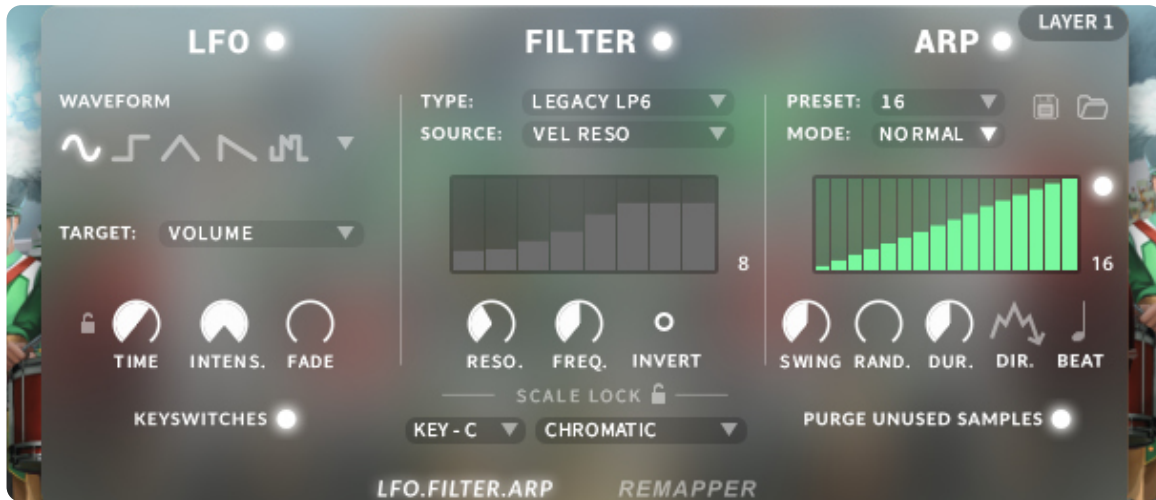 LAYER 1
LFO
FILTER
ARP
WAVEFORM
TARGET: VOLUME
TIME INTENS. FADE
KEYSWITCHES
TYPE: LEGACY LP6
SOURCE: VEL RESO
8
RESO. FREQ. INVERT
SCALE LOCK
KEY - C CHROMATIC
PRESET: 16
MODE: NORMAL
16
SWING RAND. DUR. DIR. BEAT
PURGE UNUSED SAMPLES
LFO.FILTER.ARP REMAPPER